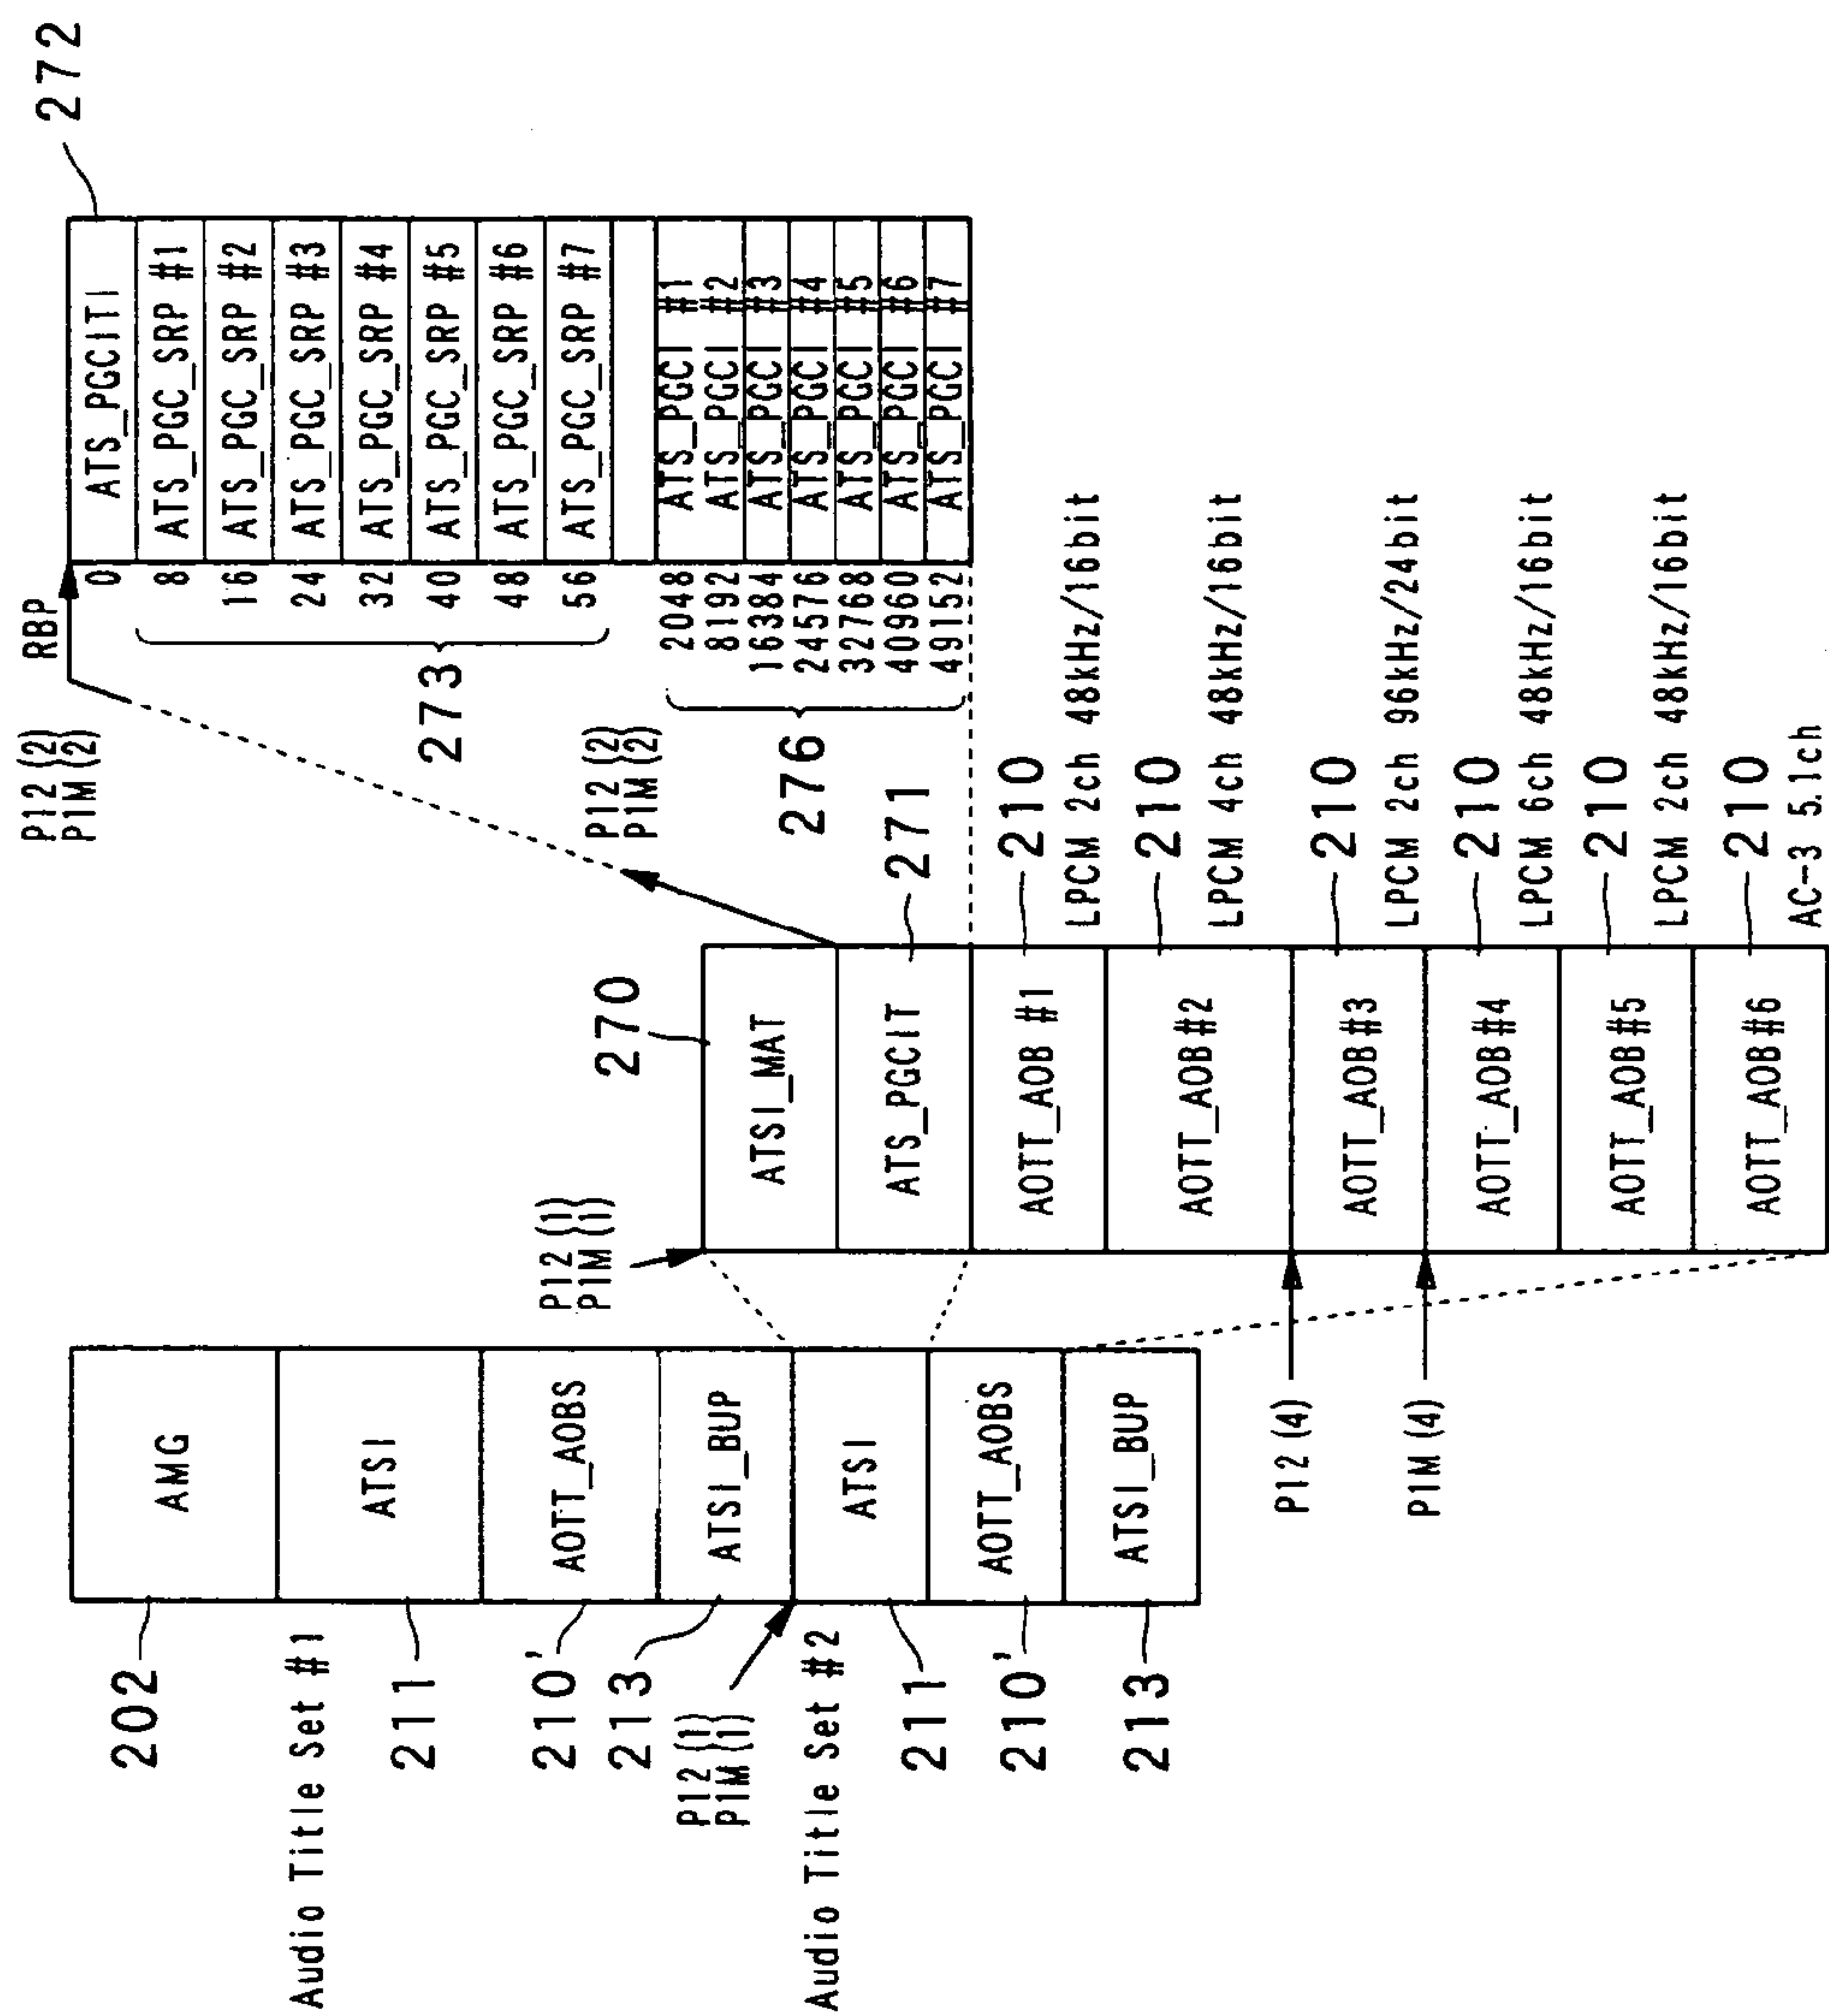 202
AMG
Audio Title Set #1
211
ATSI
210'
AOTT_AOBS
213
ATSI_BUP
P12 (1)
P1M (1)
Audio Title Set #2
211
ATSI
210'
AOTT_AOBS
213
ATSI_BUP
P12 (1)
P1M (1)
270
ATSI_MAT
ATS_PGCIT
271
AOTT_AOB #1
210
LPCM 2ch 48kHz/16bit
AOTT_AOB#2
210
LPCM 4ch 48kHz/16bit
P12 (4)
AOTT_AOB#3
210
LPCM 2ch 96kHz/24bit
P1M (4)
AOTT_AOB#4
210
LPCM 6ch 48kHz/16bit
AOTT_AOB#5
210
LPCM 2ch 48kHz/16bit
AOTT_AOB#6
210
AC-3 5.1ch
P12 (2)
P1M (2)
RBP
272
0 ATS_PGCITI
8 ATS_PGC_SRP #1
16 ATS_PGC_SRP #2
24 ATS_PGC_SRP #3
32 ATS_PGC_SRP #4
40 ATS_PGC_SRP #5
48 ATS_PGC_SRP #6
56 ATS_PGC_SRP #7
273
P12 (2)
P1M (2)
276
2048 ATS_PGCI #1
8192 ATS_PGCI #2
16384 ATS_PGCI #3
24576 ATS_PGCI #4
32768 ATS_PGCI #5
40960 ATS_PGCI #6
49152 ATS_PGCI #7